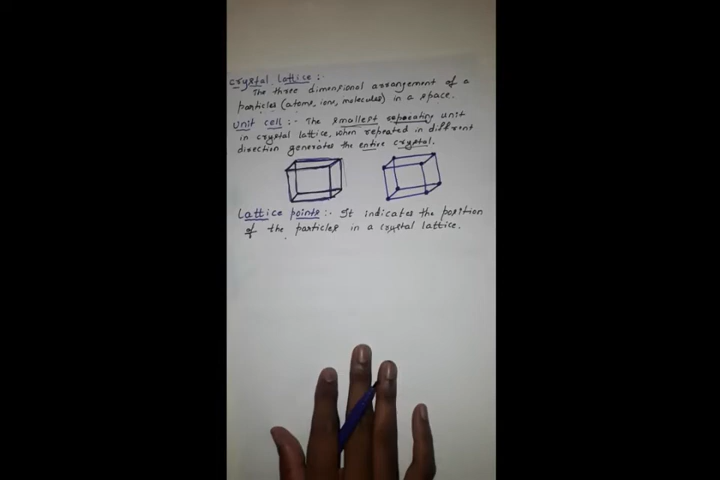 Crystal Lattice :-
The three dimensional arrangement of a
particles (atoms, ions, molecules) in a space.
Unit cell :- The smallest repeating unit
in crystal lattice, when repeated in different
direction generates the entire crystal.
Lattice points :- It indicates the position
of the particles in a crystal lattice.